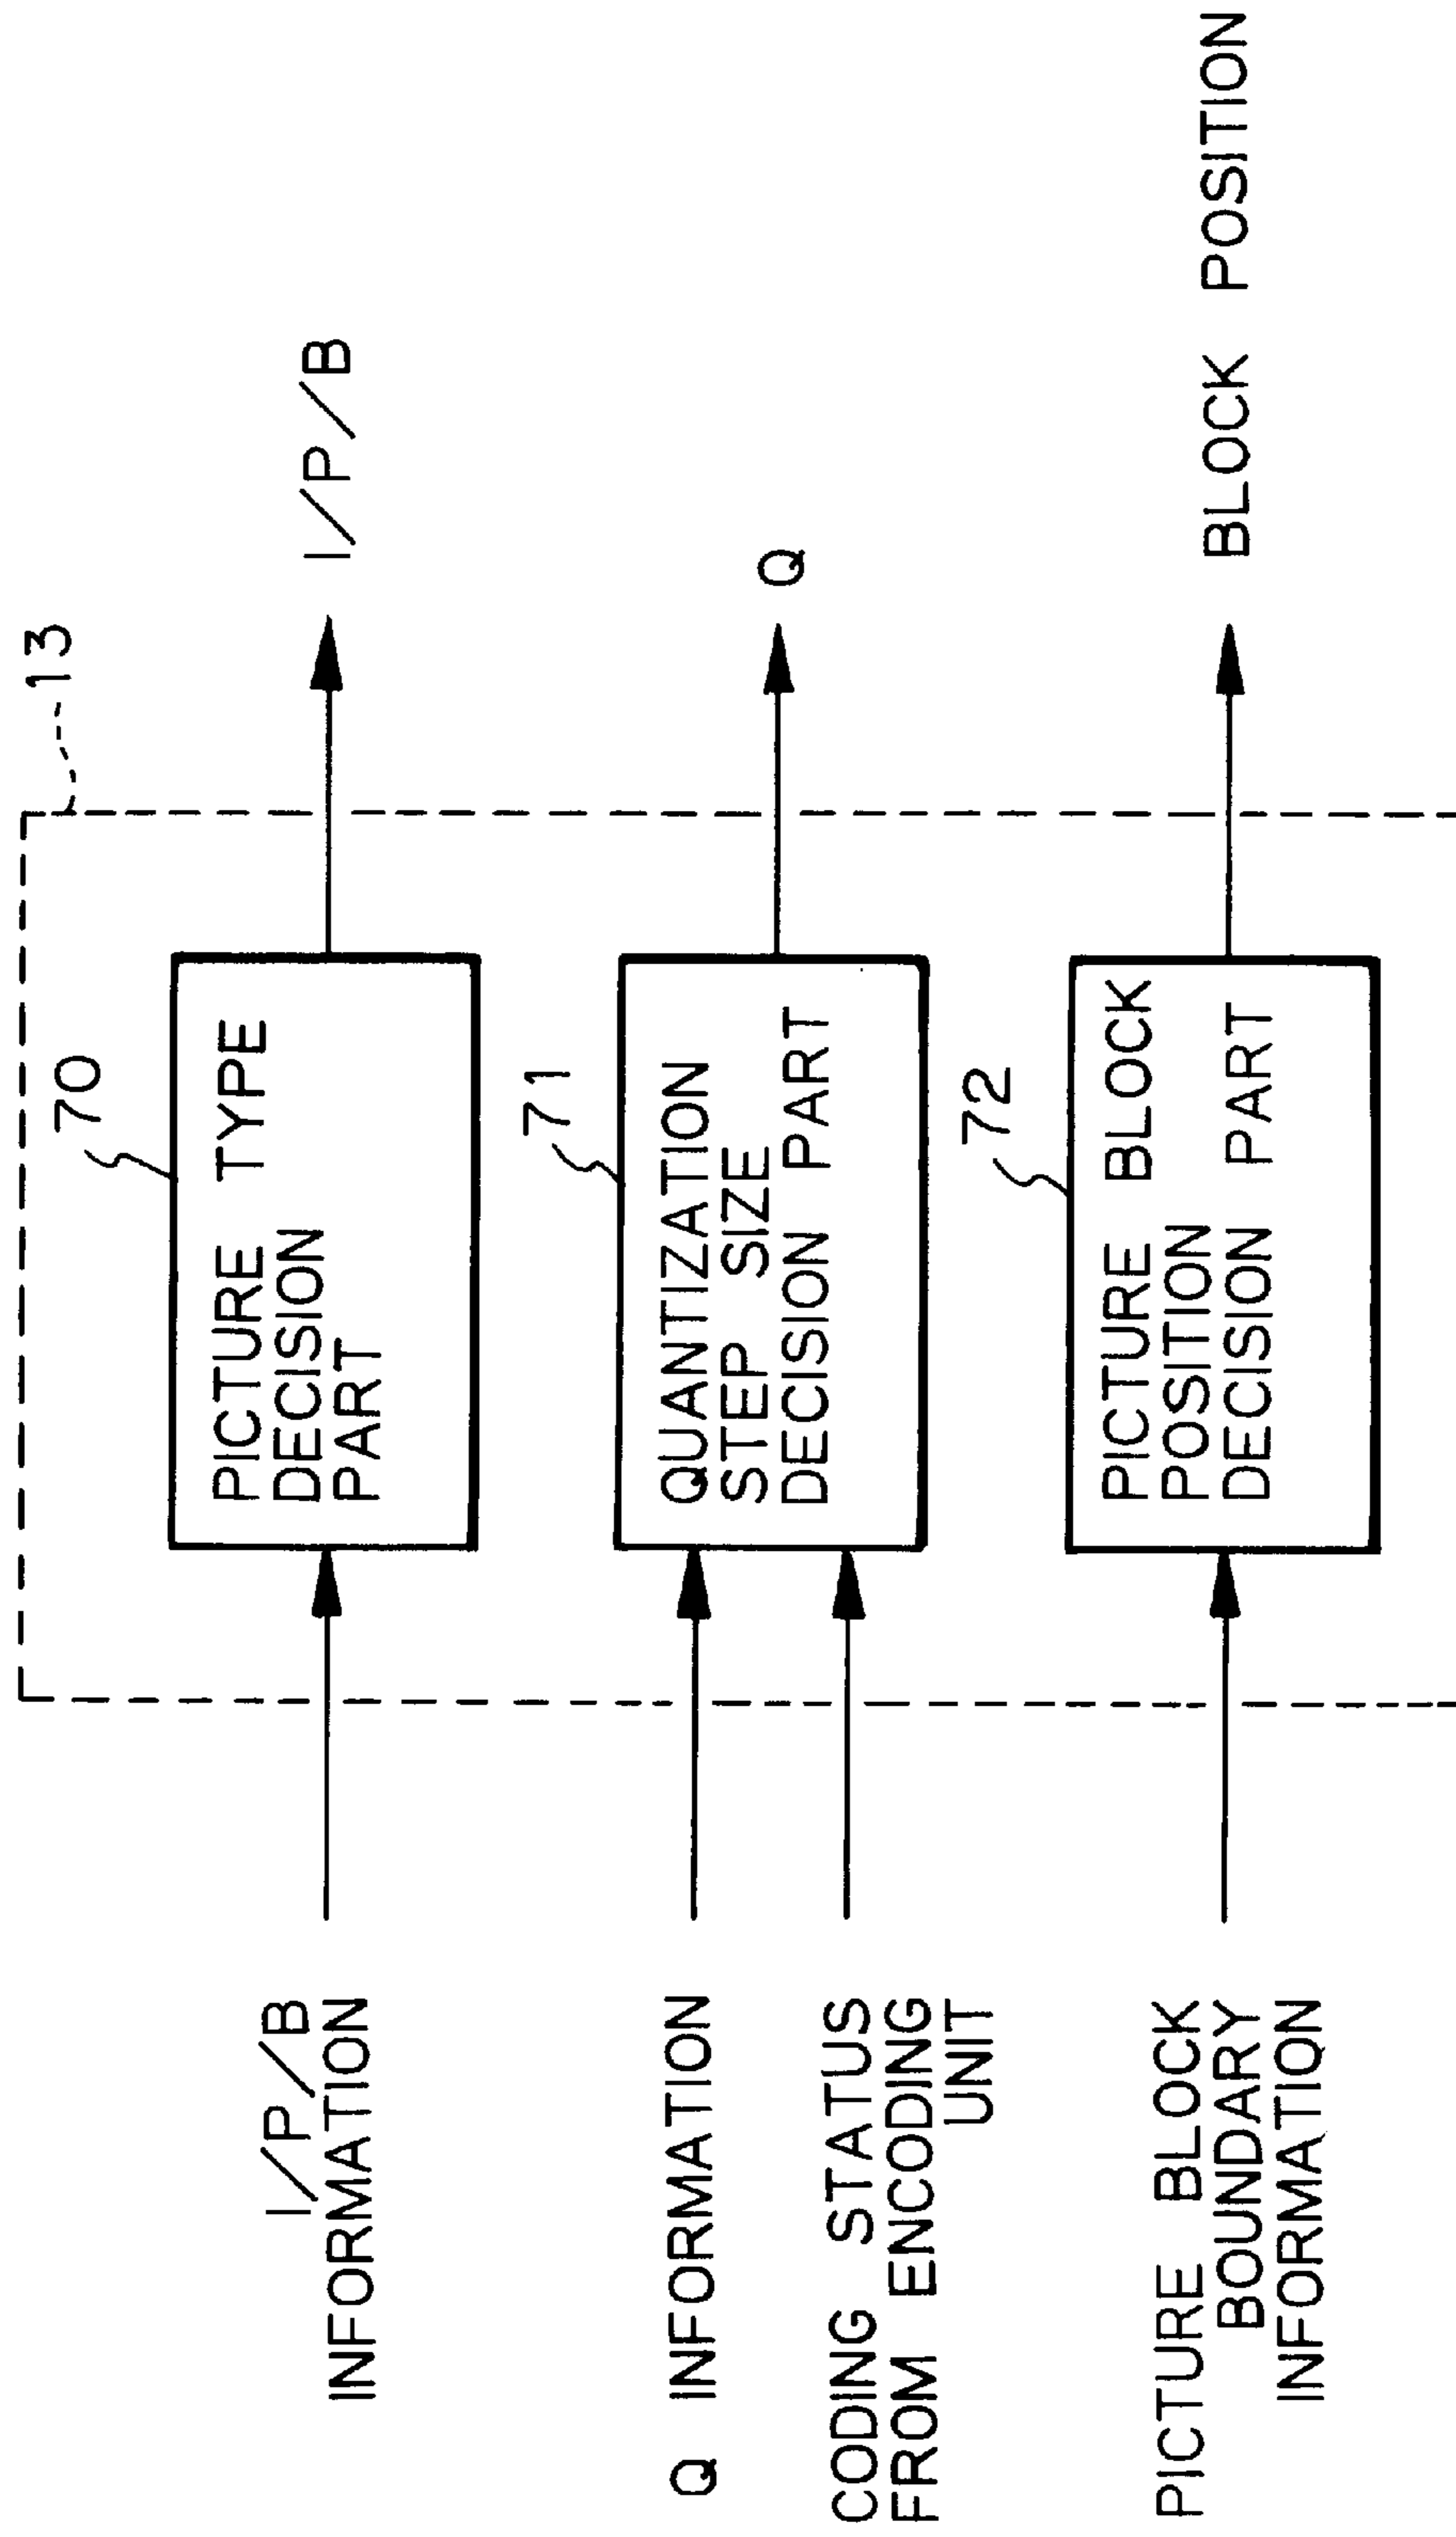 13
I/P/B
INFORMATION
70
PICTURE TYPE
DECISION
PART
I/P/B
Q INFORMATION
CODING STATUS
FROM ENCODING
UNIT
71
QUANTIZATION
STEP SIZE
DECISION PART
Q
PICTURE BLOCK
BOUNDARY
INFORMATION
72
PICTURE BLOCK
POSITION
DECISION PART
BLOCK POSITION